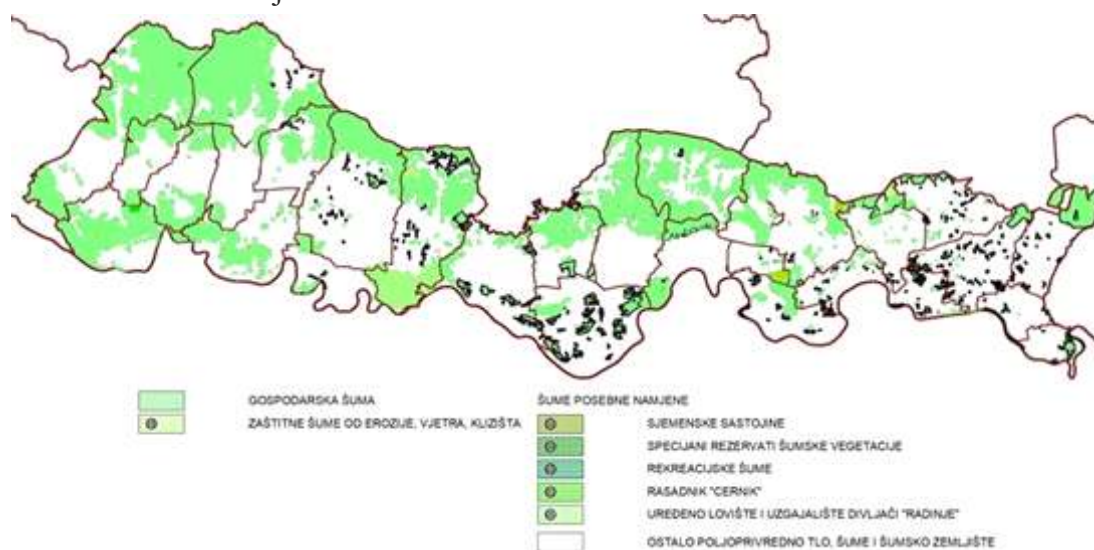 GOSPODARSKA ŠUMA
ZAŠTITNE ŠUME OD EROZIJE, VJETRA, KLIZIŠTA
ŠUME POSEBNE NAMJENE
SJEMENSKE SASTOJINE
SPECIJANI REZERVATI ŠUMSKE VEGETACIJE
REKREACIJSKE ŠUME
RASADNIK "CERNIK"
UREĐENO LOVIŠTE I UZGAJALIŠTE DIVLJAČI "RADINJE"
OSTALO POLJOPRIVREDNO TLO, ŠUME I ŠUMSKO ZEMLJIŠTE